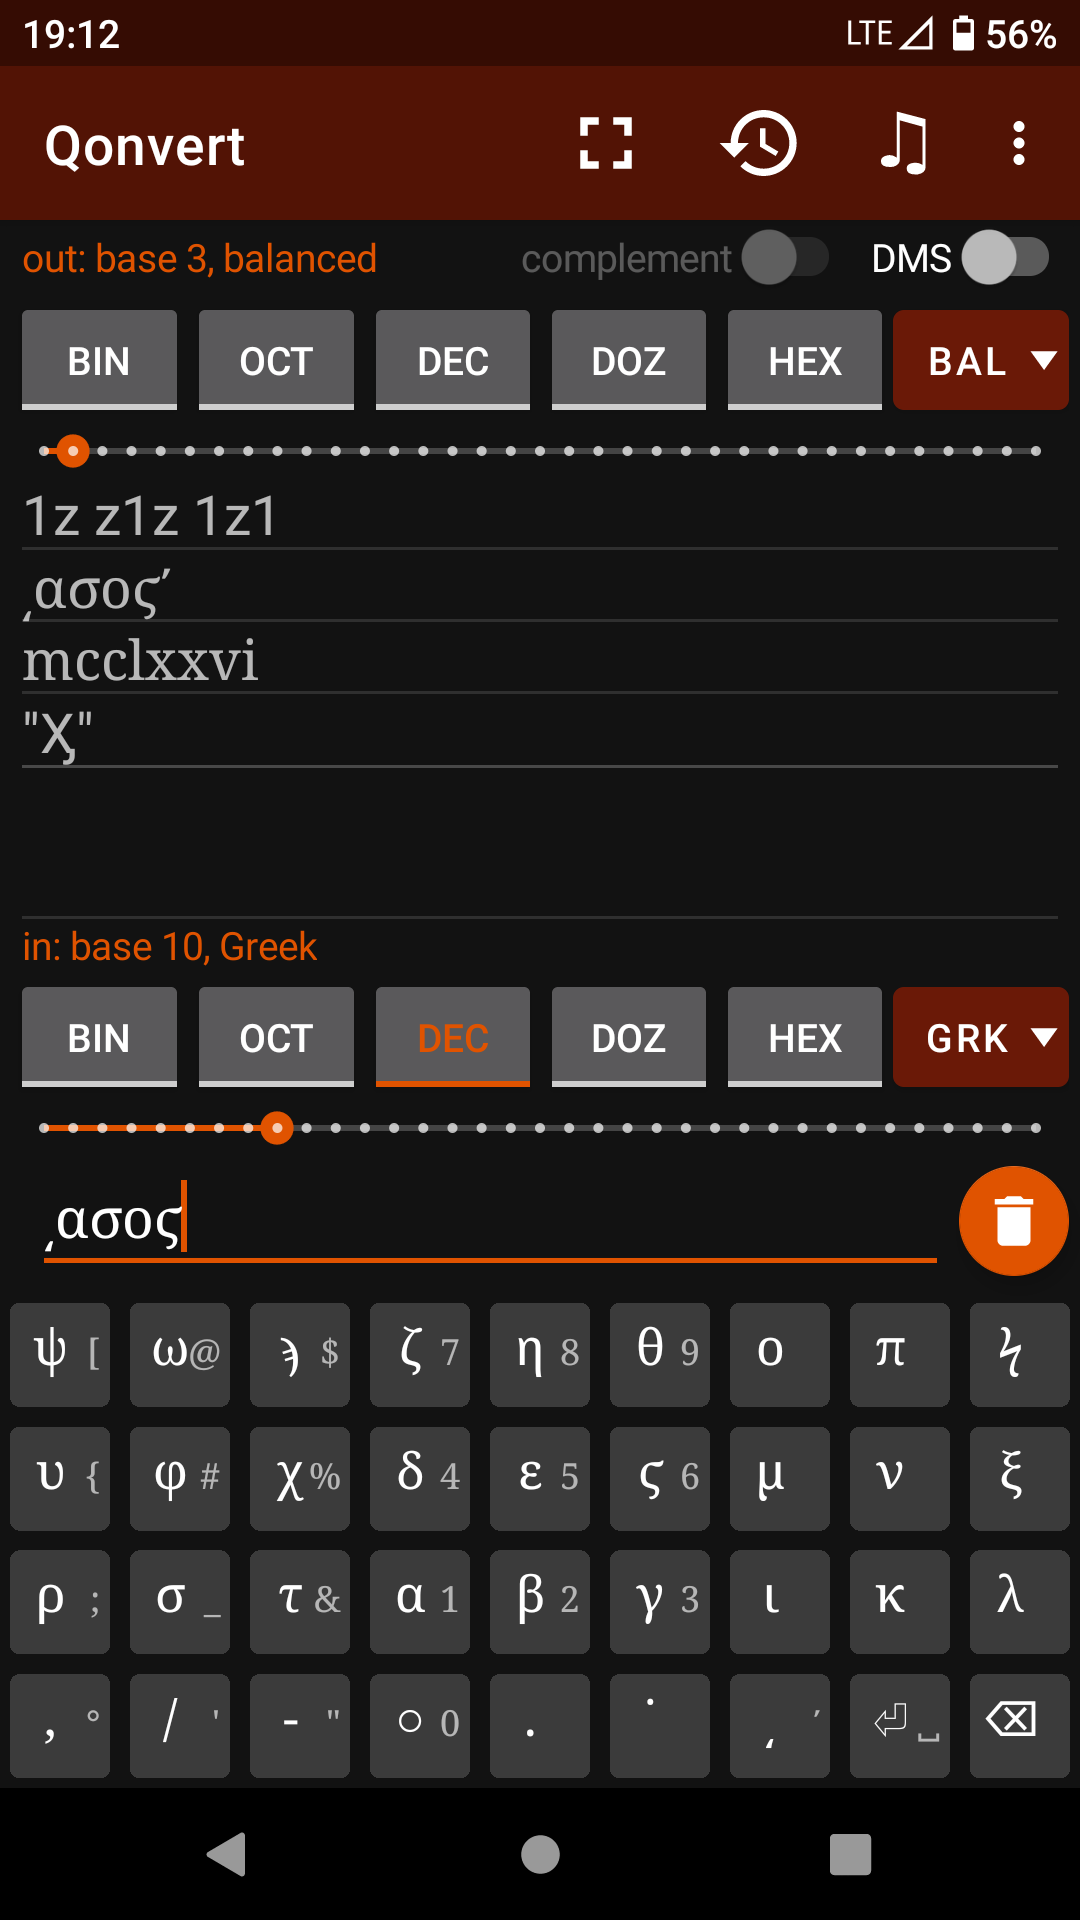 19:12 LTE 56%
Qonvert
out: base 3, balanced complement DMS
BIN OCT DEC DOZ HEX BAL
1z z1z 1z1
͵ασοϛʹ
mcclxxvi
"Ӽ"
in: base 10, Greek
BIN OCT DEC DOZ HEX GRK
͵ασοϛ
ψ [ ω @ ϡ $ ζ 7 η 8 θ 9 ο π ϟ
υ { φ # χ % δ 4 ε 5 ϛ 6 μ ν ξ
ρ ; σ _ τ & α 1 β 2 γ 3 ι κ λ
, ° / ' - " ○ 0 . ˙ ͵ ʹ ⏎ ␣ ⌫